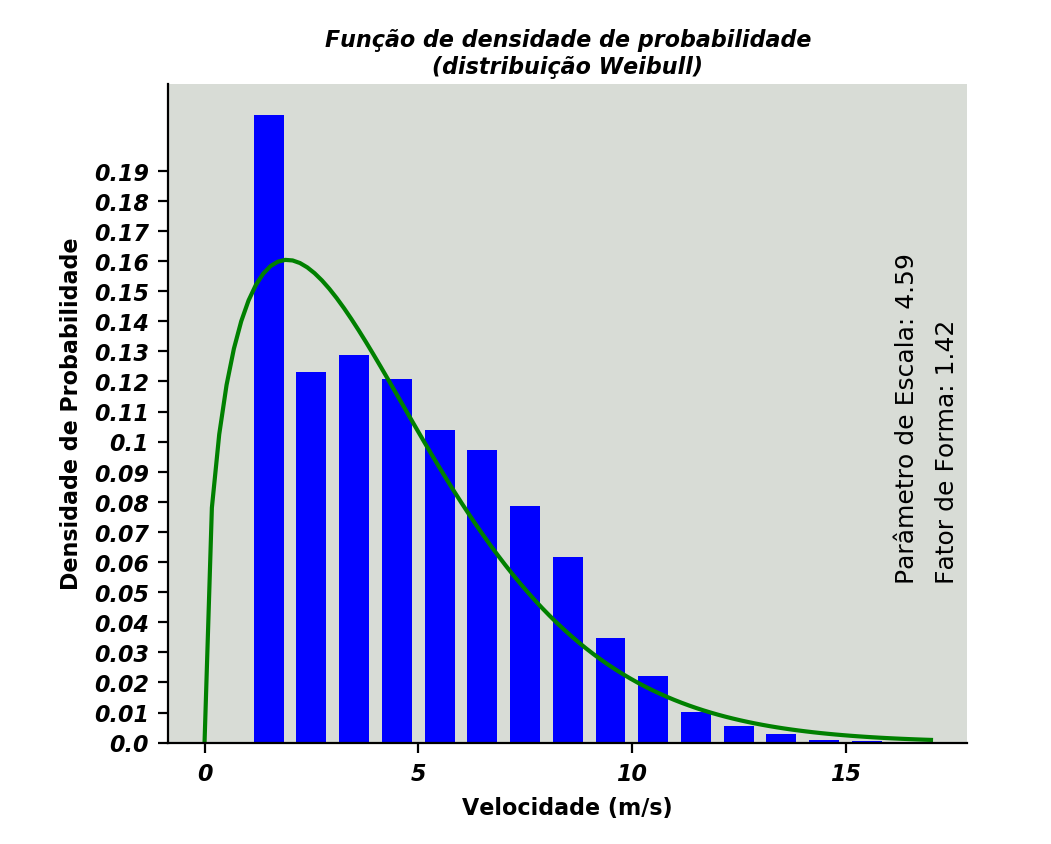 Função de densidade de probabilidade
(distribuição Weibull)
Densidade de Probabilidade
0.19
0.18
0.17
0.16
0.15
0.14
0.13
0.12
0.11
0.1
0.09
0.08
0.07
0.06
0.05
0.04
0.03
0.02
0.01
0.0
Parâmetro de Escala: 4.59
Fator de Forma: 1.42
0 5 10 15
Velocidade (m/s)